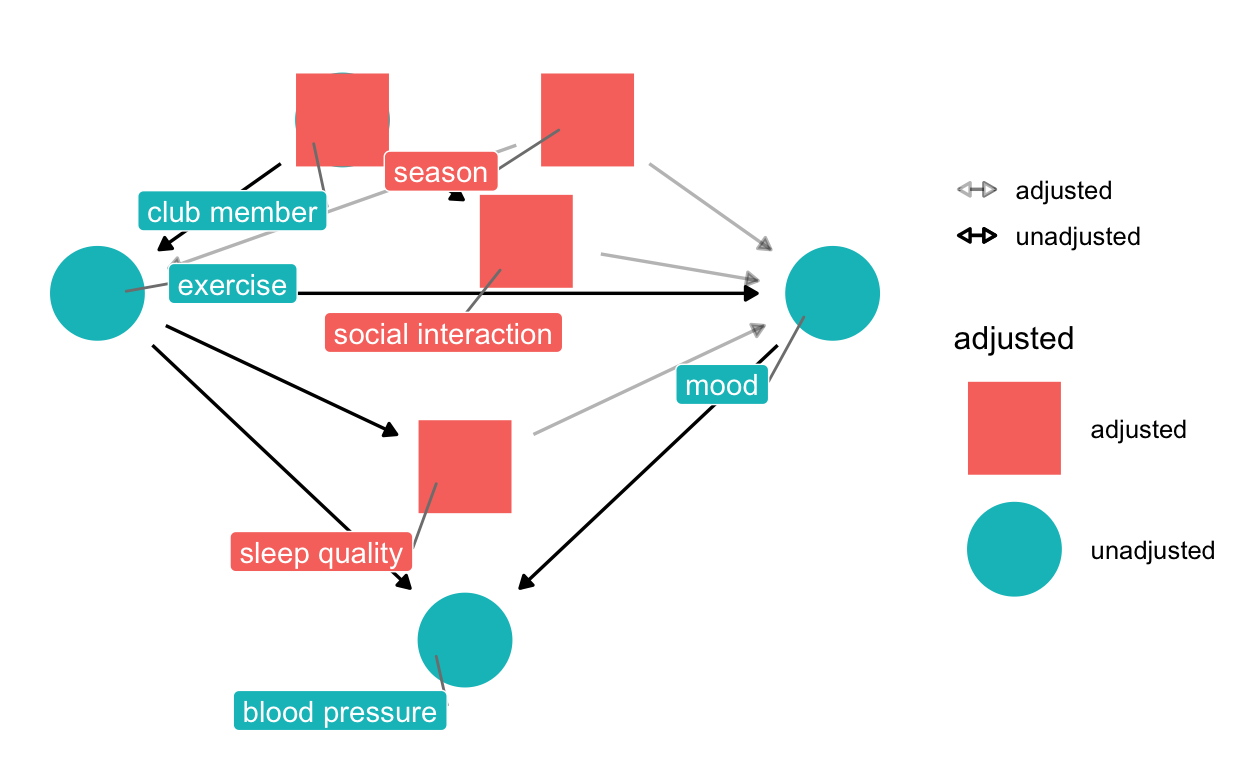 season
club member
exercise
social interaction
mood
sleep quality
blood pressure
adjusted
unadjusted
adjusted
adjusted
unadjusted